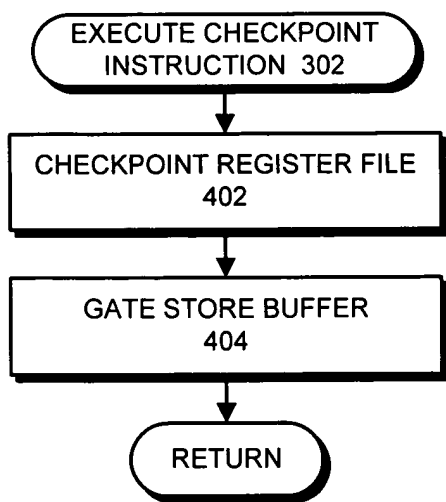 EXECUTE CHECKPOINT
INSTRUCTION 302
CHECKPOINT REGISTER FILE
402
GATE STORE BUFFER
404
RETURN